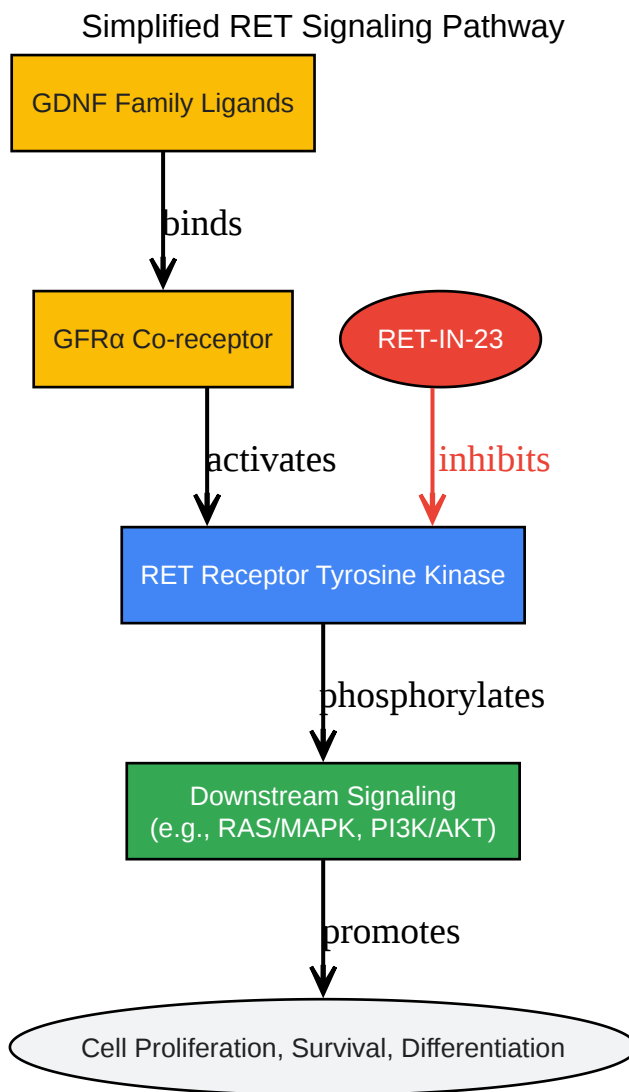 Simplified RET Signaling Pathway
GDNF Family Ligands
binds
GFRα Co-receptor
RET-IN-23
activates
inhibits
RET Receptor Tyrosine Kinase
phosphorylates
Downstream Signaling
(e.g., RAS/MAPK, PI3K/AKT)
promotes
Cell Proliferation, Survival, Differentiation